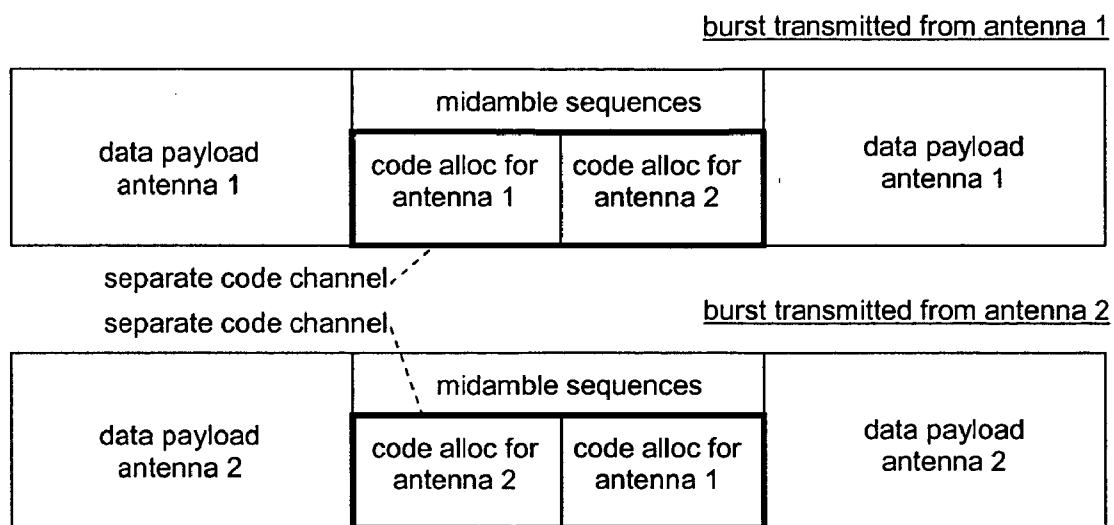 burst transmitted from antenna 1
midamble sequences
data payload
antenna 1
code alloc for
antenna 1
code alloc for
antenna 2
data payload
antenna 1
separate code channel
separate code channel
burst transmitted from antenna 2
midamble sequences
data payload
antenna 2
code alloc for
antenna 2
code alloc for
antenna 1
data payload
antenna 2